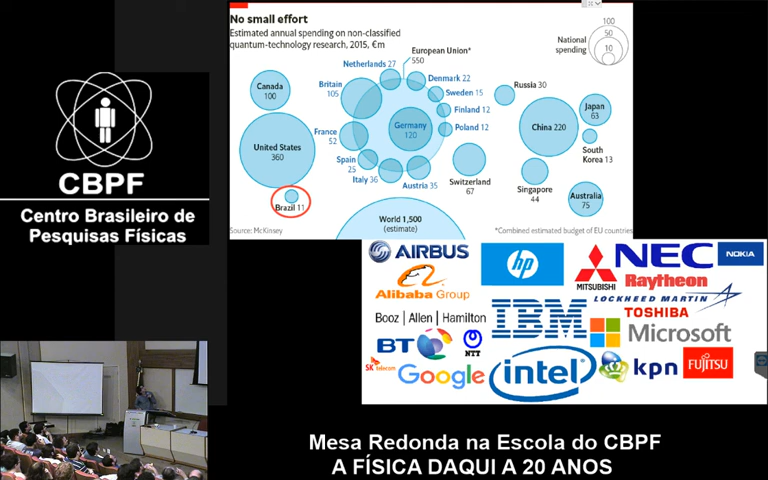 No small effort
Estimated annual spending on non-classified
quantum-technology research, 2015, €m
100
50
10
National
spending
European Union*
550
Netherlands 27
Denmark 22
Sweden 15
Finland 12
Poland 12
Britain
105
Germany
120
France
52
Spain
25
Italy 36
Austria 35
Canada
100
United States
360
Brazil 11
Switzerland
67
Russia 30
China 220
Japan
63
South
Korea 13
Singapore
44
Australia
75
World 1,500
(estimate)
Source: McKinsey
*Combined estimated budget of EU countries
CBPF
Centro Brasileiro de
Pesquisas Físicas
AIRBUS
hp
MITSUBISHI
NEC
NOKIA
Alibaba Group
Raytheon
LOCKHEED MARTIN
Booz | Allen | Hamilton
IBM
TOSHIBA
Microsoft
BT
NTT
SK telecom
Google
intel
kpn
FUJITSU
Mesa Redonda na Escola do CBPF
A FÍSICA DAQUI A 20 ANOS